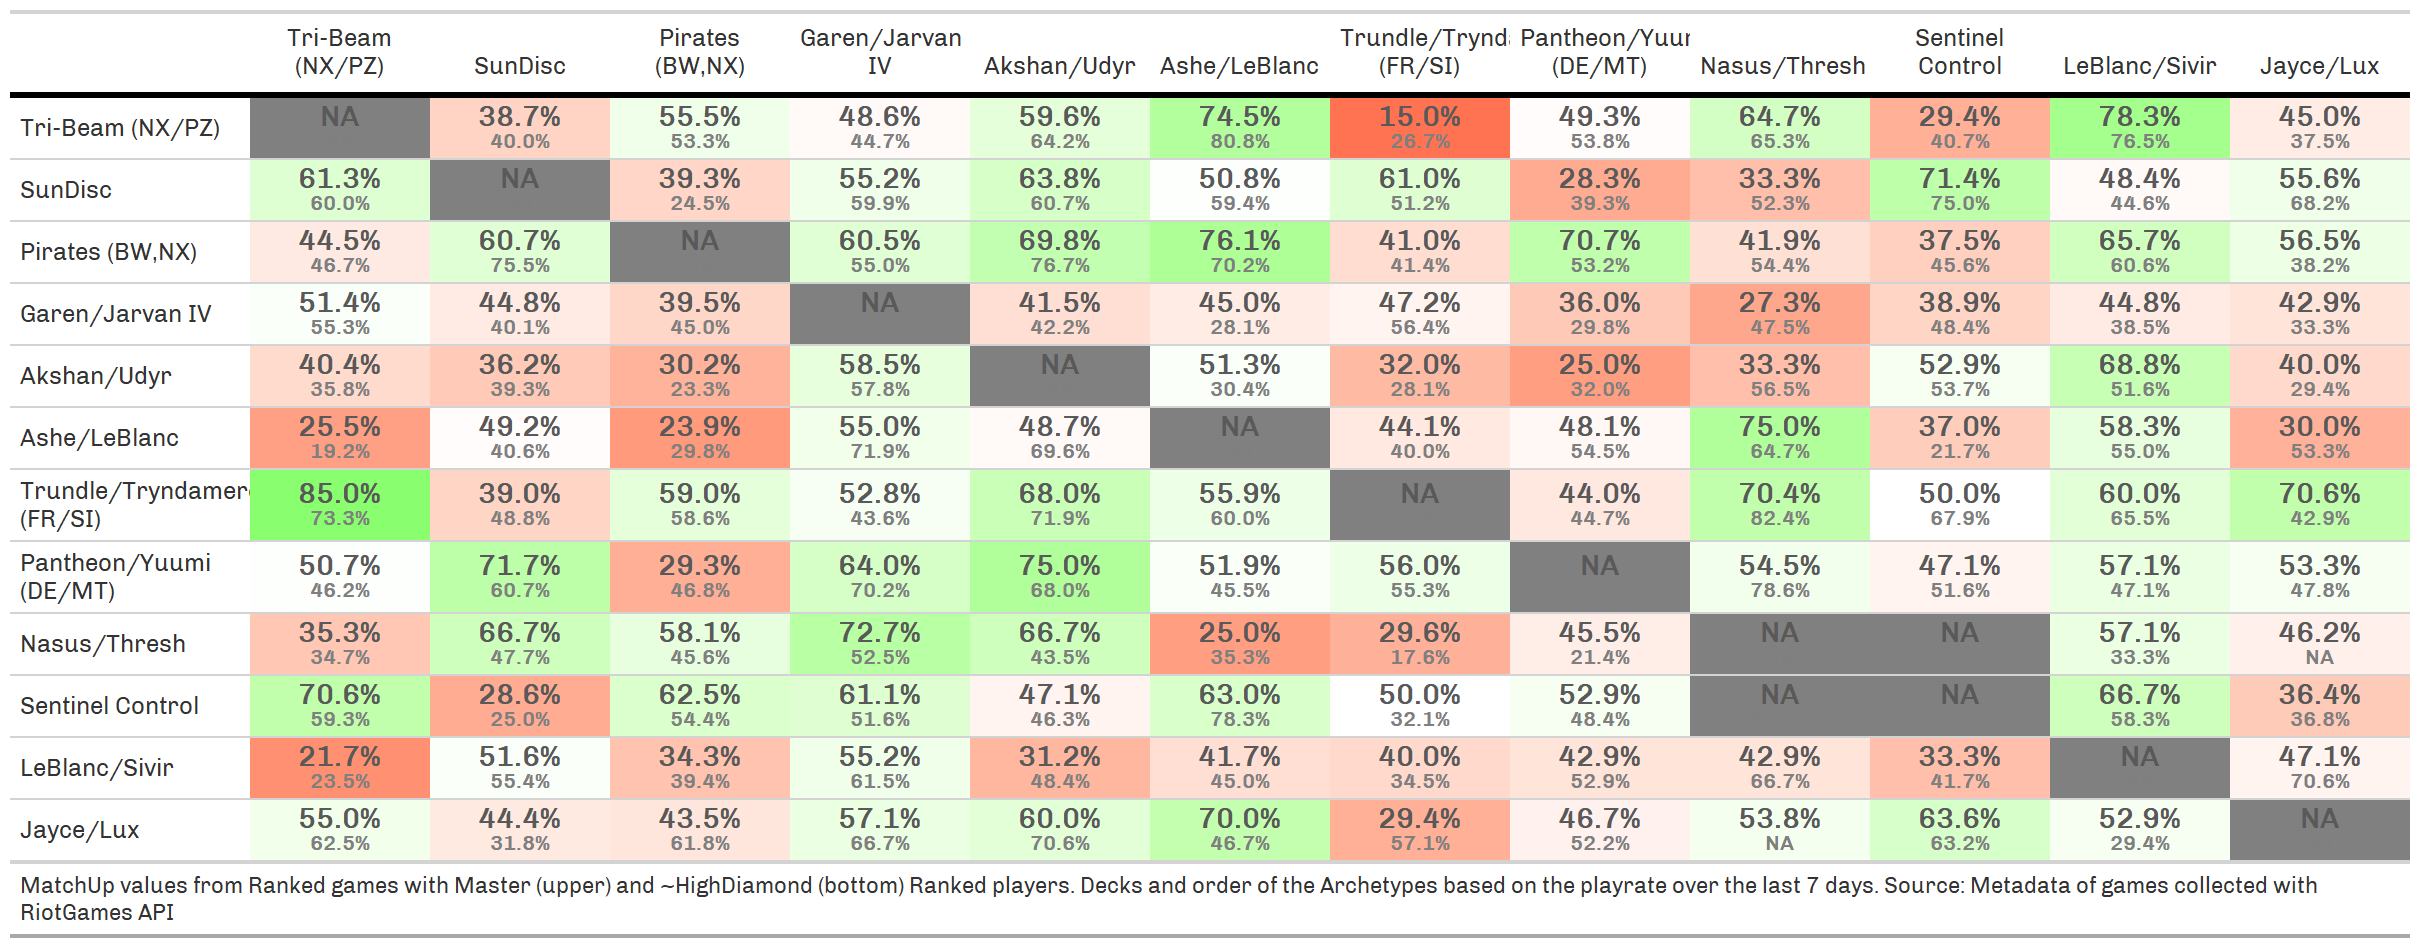 Tri-Beam (NX/PZ) SunDisc Pirates (BW,NX) Garen/Jarvan IV Akshan/Udyr Ashe/LeBlanc Trundle/Trynd (FR/SI) Pantheon/Yuu (DE/MT) Nasus/Thresh Sentinel Control LeBlanc/Sivir Jayce/Lux
Tri-Beam (NX/PZ) NA 38.7% 55.5% 48.6% 59.6% 74.5% 15.0% 49.3% 64.7% 29.4% 78.3% 45.0%
40.0% 53.3% 44.7% 64.2% 80.8% 26.7% 53.8% 65.3% 40.7% 76.5% 37.5%
SunDisc 61.3% NA 39.3% 55.2% 63.8% 50.8% 61.0% 28.3% 33.3% 71.4% 48.4% 55.6%
60.0% 24.5% 59.9% 60.7% 59.4% 51.2% 39.3% 52.3% 75.0% 44.6% 68.2%
Pirates (BW,NX) 44.5% 60.7% NA 60.5% 69.8% 76.1% 41.0% 70.7% 41.9% 37.5% 65.7% 56.5%
46.7% 75.5% 55.0% 76.7% 70.2% 41.4% 53.2% 54.4% 45.6% 60.6% 38.2%
Garen/Jarvan IV 51.4% 44.8% 39.5% NA 41.5% 45.0% 47.2% 36.0% 27.3% 38.9% 44.8% 42.9%
55.3% 40.1% 45.0% 42.2% 28.1% 56.4% 29.8% 47.5% 48.4% 38.5% 33.3%
Akshan/Udyr 40.4% 36.2% 30.2% 58.5% NA 51.3% 32.0% 25.0% 33.3% 52.9% 68.8% 40.0%
35.8% 39.3% 23.3% 57.8% 30.4% 28.1% 32.0% 56.5% 53.7% 51.6% 29.4%
Ashe/LeBlanc 25.5% 49.2% 23.9% 55.0% 48.7% NA 44.1% 48.1% 75.0% 37.0% 58.3% 30.0%
19.2% 40.6% 29.8% 71.9% 69.6% 40.0% 54.5% 64.7% 21.7% 55.0% 53.3%
Trundle/Tryndamer 85.0% 39.0% 59.0% 52.8% 68.0% 55.9% NA 44.0% 70.4% 50.0% 60.0% 70.6%
(FR/SI) 73.3% 48.8% 58.6% 43.6% 71.9% 60.0% 44.7% 82.4% 67.9% 65.5% 42.9%
Pantheon/Yuumi 50.7% 71.7% 29.3% 64.0% 75.0% 51.9% 56.0% NA 54.5% 47.1% 57.1% 53.3%
(DE/MT) 46.2% 60.7% 46.8% 70.2% 68.0% 45.5% 55.3% 78.6% 51.6% 47.1% 47.8%
Nasus/Thresh 35.3% 66.7% 58.1% 72.7% 66.7% 25.0% 29.6% 45.5% NA NA 57.1% 46.2%
34.7% 47.7% 45.6% 52.5% 43.5% 35.3% 17.6% 21.4% 33.3% NA
Sentinel Control 70.6% 28.6% 62.5% 61.1% 47.1% 63.0% 50.0% 52.9% NA NA 66.7% 36.4%
59.3% 25.0% 54.4% 51.6% 46.3% 78.3% 32.1% 48.4% 58.3% 36.8%
LeBlanc/Sivir 21.7% 51.6% 34.3% 55.2% 31.2% 41.7% 40.0% 42.9% 42.9% 33.3% NA 47.1%
23.5% 55.4% 39.4% 61.5% 48.4% 45.0% 34.5% 52.9% 66.7% 41.7% 70.6%
Jayce/Lux 55.0% 44.4% 43.5% 57.1% 60.0% 70.0% 29.4% 46.7% 53.8% 63.6% 52.9% NA
62.5% 31.8% 61.8% 66.7% 70.6% 46.7% 57.1% 52.2% NA 63.2% 29.4%
MatchUp values from Ranked games with Master (upper) and ~HighDiamond (bottom) Ranked players. Decks and order of the Archetypes based on the playrate over the last 7 days. Source: Metadata of games collected with
RiotGames API